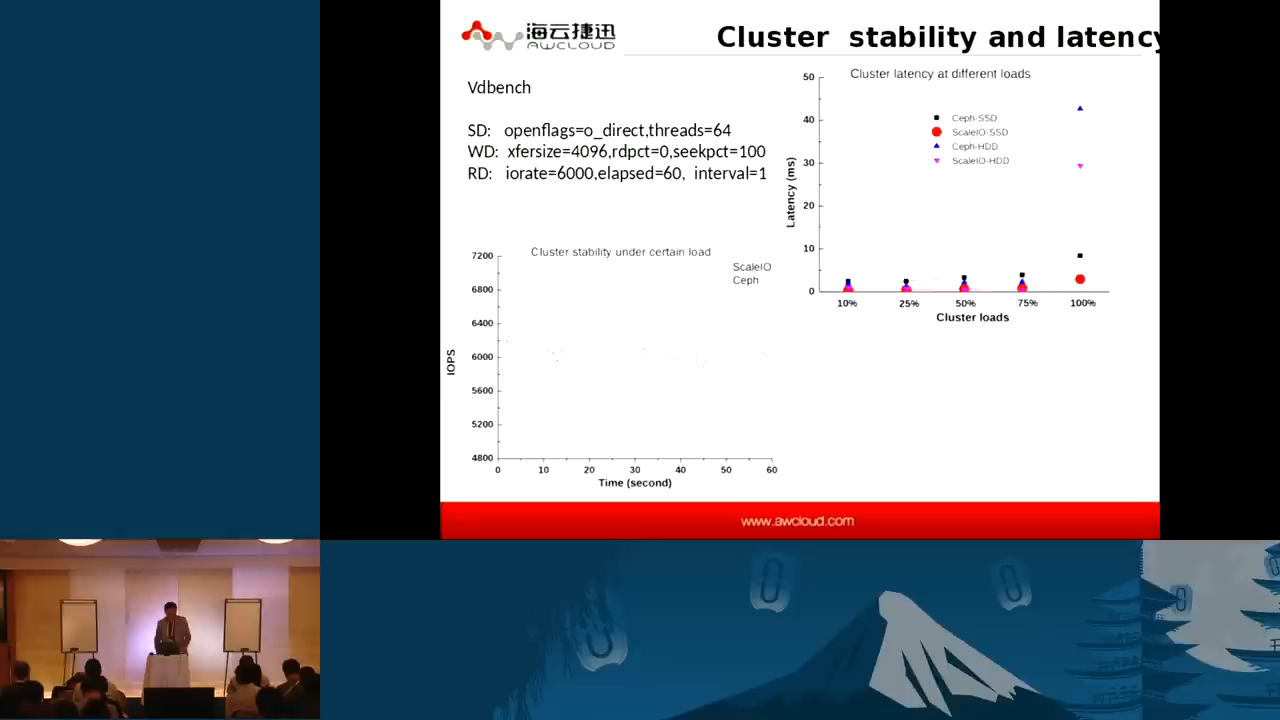 海云捷迅
AWCLOUD
Cluster stability and latency
Vdbench
SD: openflags=o_direct,threads=64
WD: xfersize=4096,rdpct=0,seekpct=100
RD: iorate=6000,elapsed=60, interval=1
Cluster latency at different loads
50
40
30
20
10
0
Latency (ms)
Ceph-SSD
ScaleIO-SSD
Ceph-HDD
ScaleIO-HDD
10% 25% 50% 75% 100%
Cluster loads
Cluster stability under certain load
ScaleIO
Ceph
7200
6800
6400
6000
5600
5200
4800
IOPS
0 10 20 30 40 50 60
Time (second)
www.awcloud.com